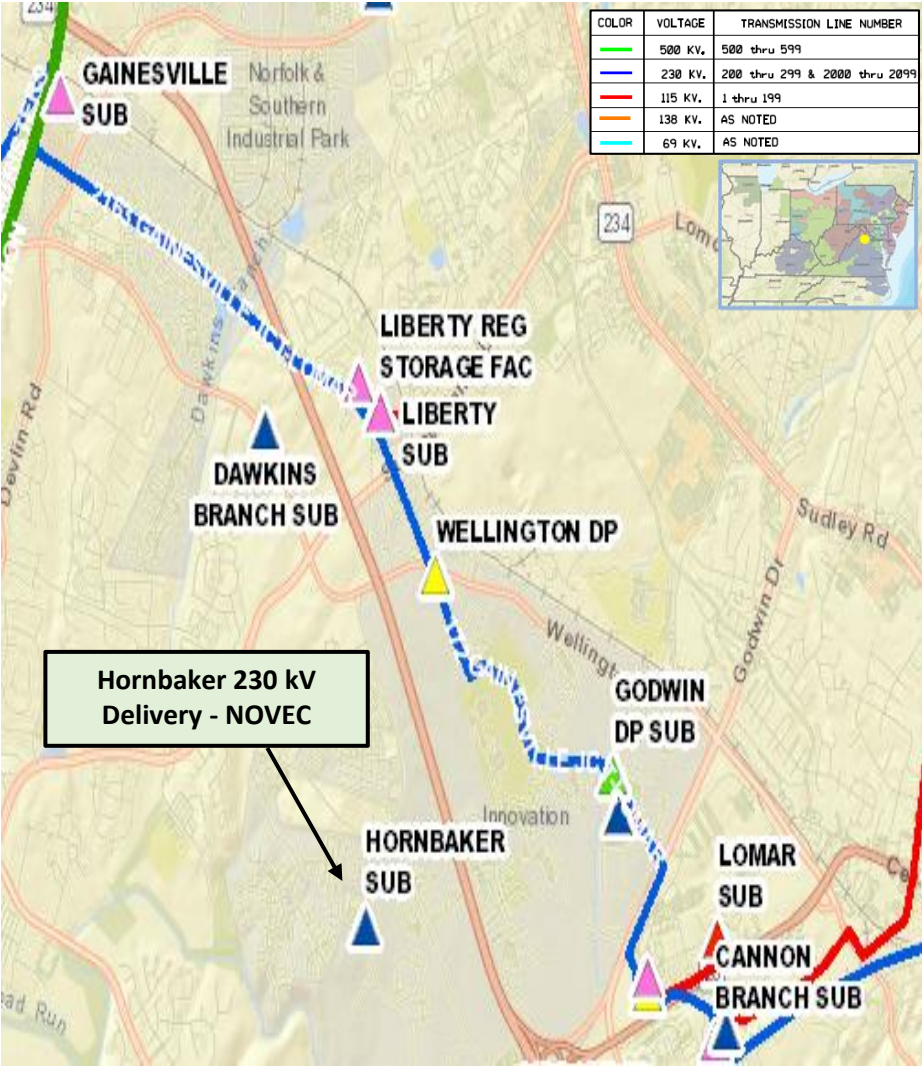 234
GAINESVILLE
SUB
Norfolk &
Southern
Industrial Park
COLOR VOLTAGE TRANSMISSION LINE NUMBER
500 KV. 500 thru 599
230 KV. 200 thru 299 & 2000 thru 2099
115 KV. 1 thru 199
138 KV. AS NOTED
69 KV. AS NOTED
234
Dawkins Branch
Devlin Rd
LIBERTY REG
STORAGE FAC
LIBERTY
SUB
DAWKINS
BRANCH SUB
WELLINGTON DP
Sudley Rd
Godwin Dr
Hornbaker 230 kV
Delivery - NOVEC
GODWIN
DP SUB
Innovation
HORNBAKER
SUB
LOMAR
SUB
CANNON
BRANCH SUB